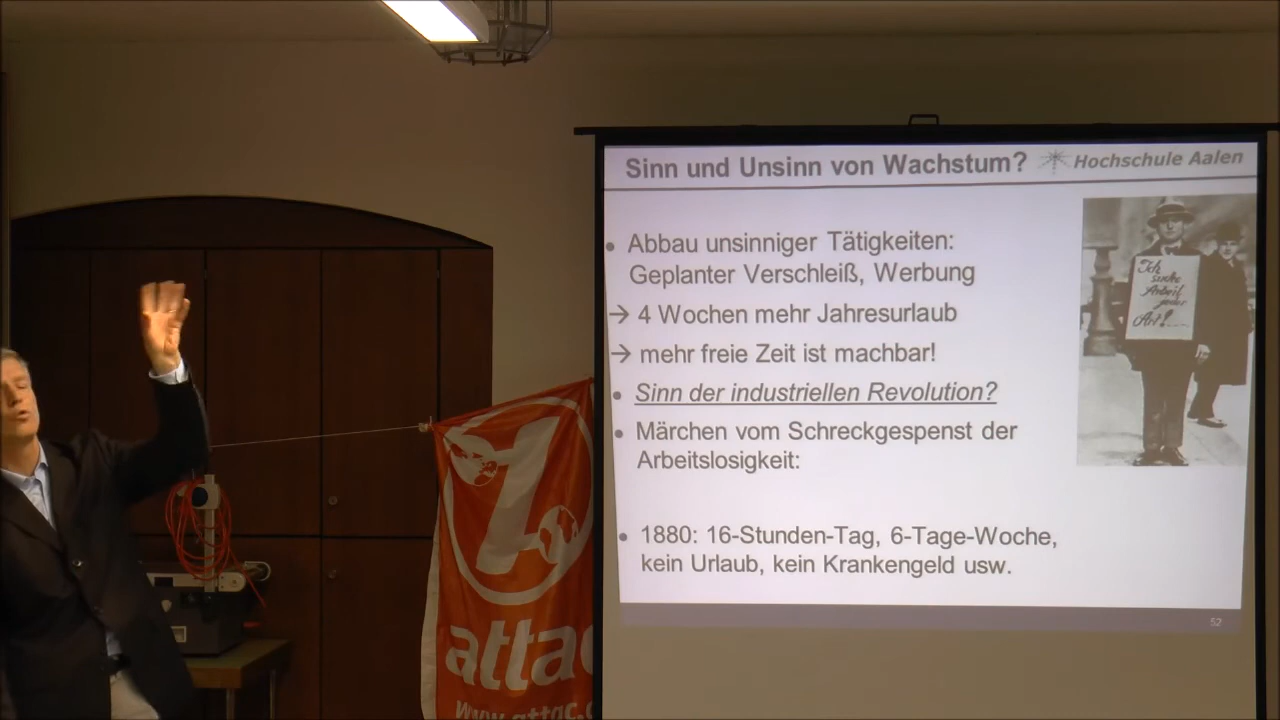 Sinn und Unsinn von Wachstum?
Hochschule Aalen
• Abbau unsinniger Tätigkeiten:
Geplanter Verschleiß, Werbung
→ 4 Wochen mehr Jahresurlaub
→ mehr freie Zeit ist machbar!
• Sinn der industriellen Revolution?
• Märchen vom Schreckgespenst der
Arbeitslosigkeit:
• 1880: 16-Stunden-Tag, 6-Tage-Woche,
kein Urlaub, kein Krankengeld usw.
52
Ich
suche
Arbeit
jeder
Art!
attac
www.attac.